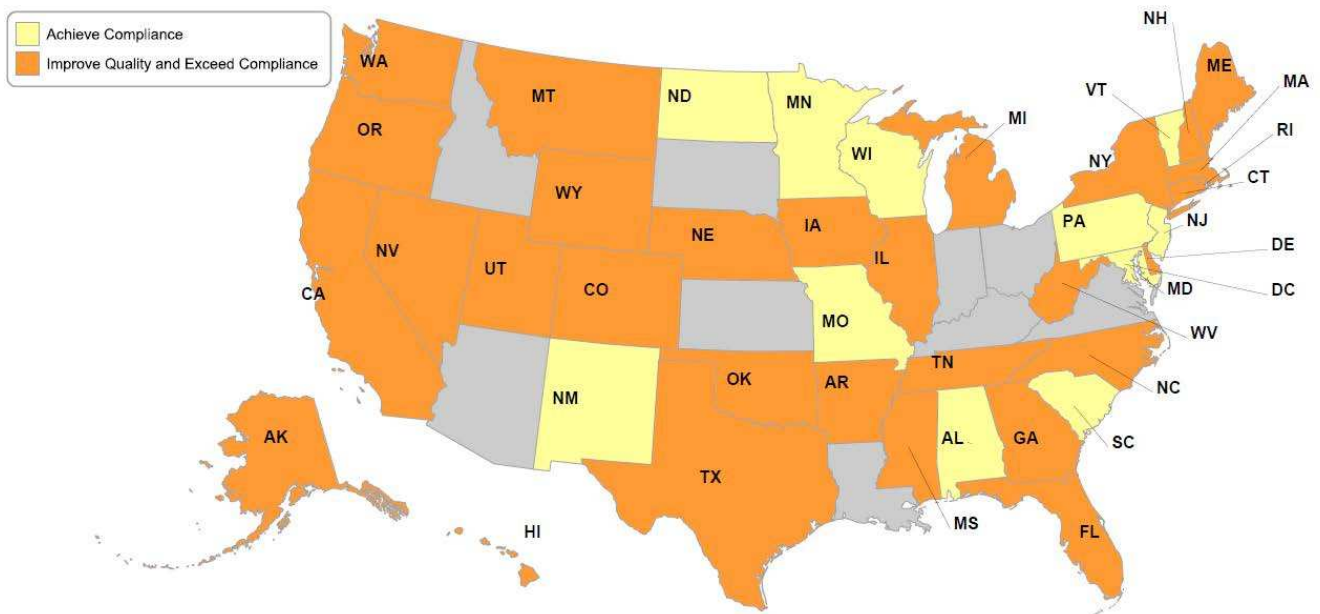 Achieve Compliance
Improve Quality and Exceed Compliance
NH
WA
ME
MA
MT
ND
MN
VT
MI
RI
OR
WI
NY
CT
WY
PA
NJ
IA
NE
IL
DE
NV
UT
CO
MD
DC
CA
MO
WV
TN
OK
AR
NC
NM
AK
AL
GA
SC
TX
HI
MS
FL